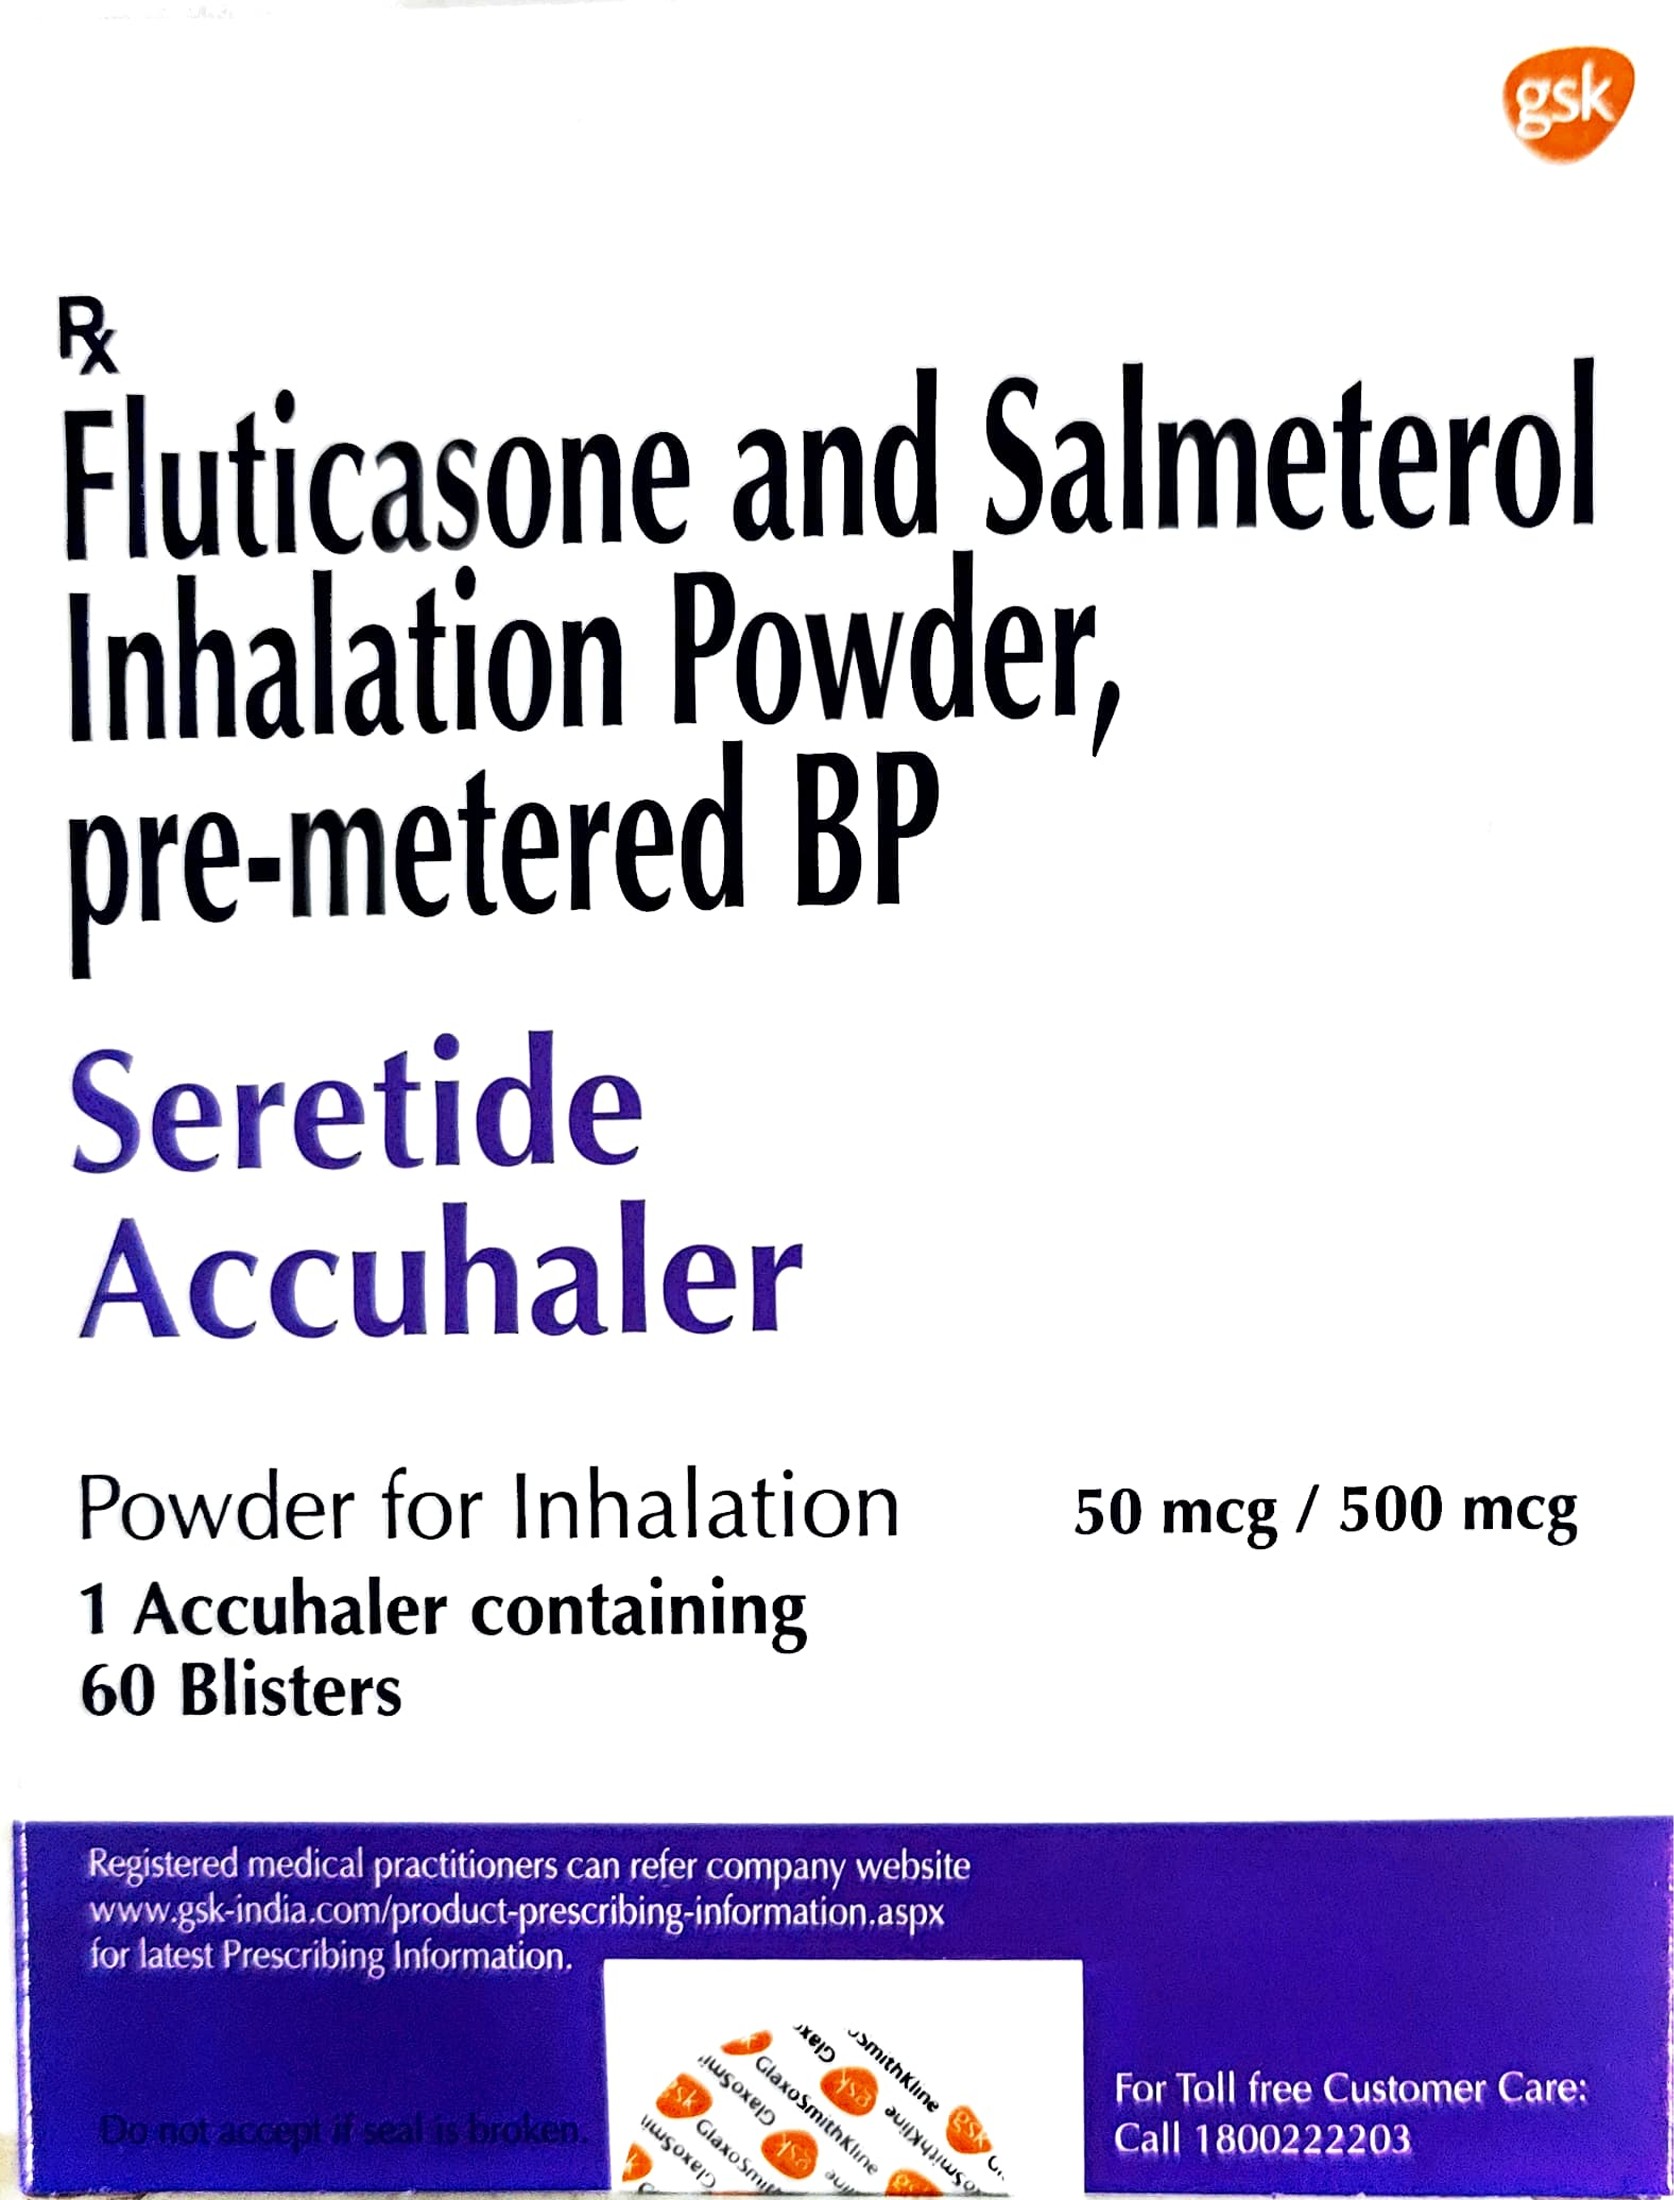 gsk
Rx
Fluticasone and Salmeterol
Inhalation Powder,
pre-metered BP
Seretide
Accuhaler
Powder for Inhalation 50 mcg / 500 mcg
1 Accuhaler containing
60 Blisters
Registered medical practitioners can refer company website
www.gsk-india.com/product-prescribing-information.aspx
for latest Prescribing Information.
Do not accept if seal is broken.
SmithKline
GlaxoSmithKline
gsk
For Toll free Customer Care:
Call 1800222203